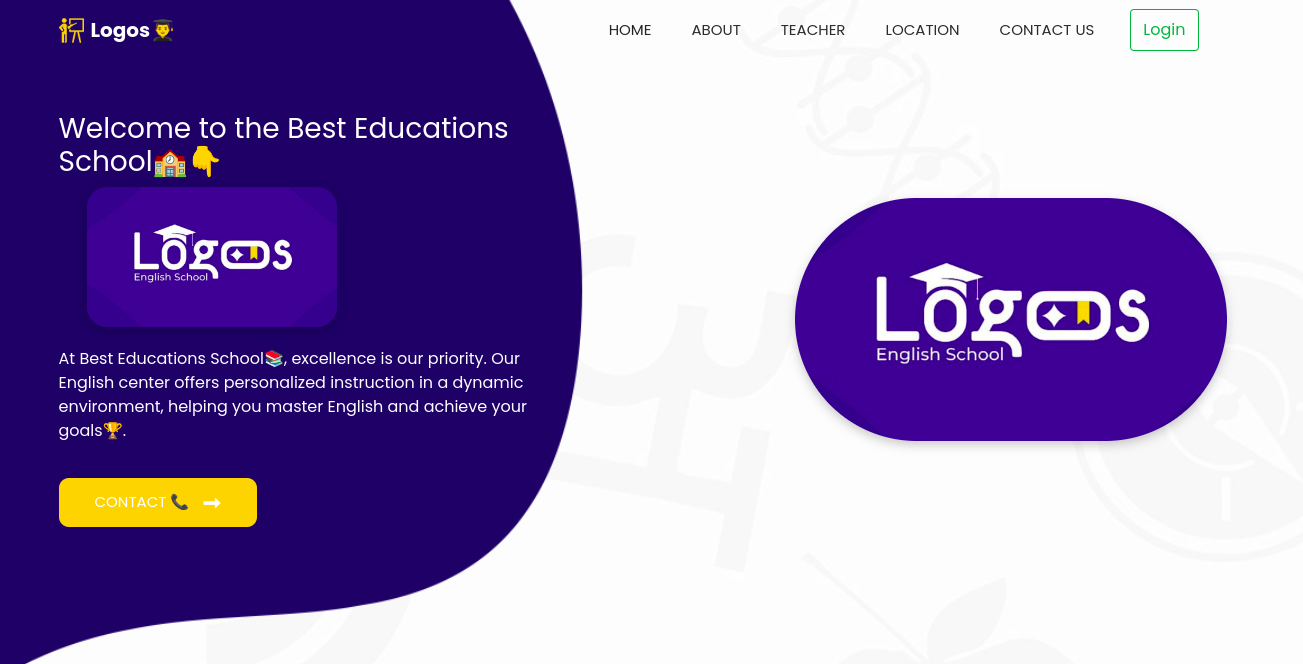 Logos👨‍🎓
HOME ABOUT TEACHER LOCATION CONTACT US Login
Welcome to the Best Educations
School🏫👇
Logos
English School
At Best Educations School📚, excellence is our priority. Our
English center offers personalized instruction in a dynamic
environment, helping you master English and achieve your
goals🏆.
CONTACT 📞 ➡
Logos
English School